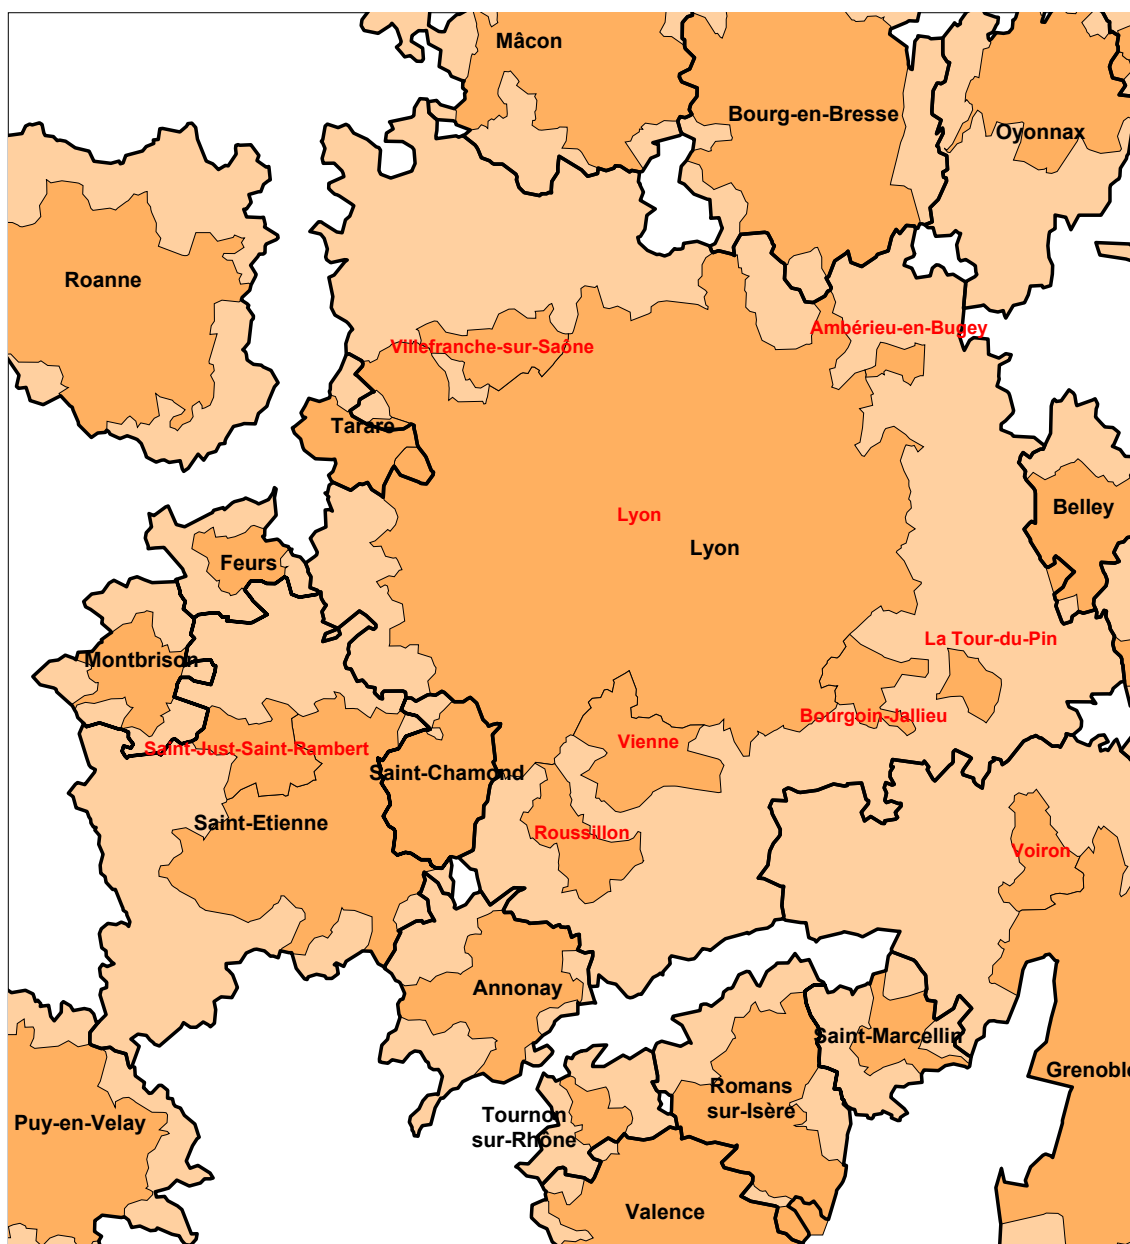 Mâcon
Bourg-en-Bresse
Oyonnax
Roanne
Ambérieu-en-Bugey
Villefranche-sur-Saône
Tarare
Belley
Lyon
Lyon
Feurs
La Tour-du-Pin
Montbrison
Bourgoin-Jallieu
Vienne
Saint-Just-Saint-Rambert
Saint-Chamond
Saint-Etienne
Roussillon
Voiron
Annonay
Saint-Marcellin
Grenoble
Romans
sur-Isère
Tournon
sur-Rhône
Puy-en-Velay
Valence